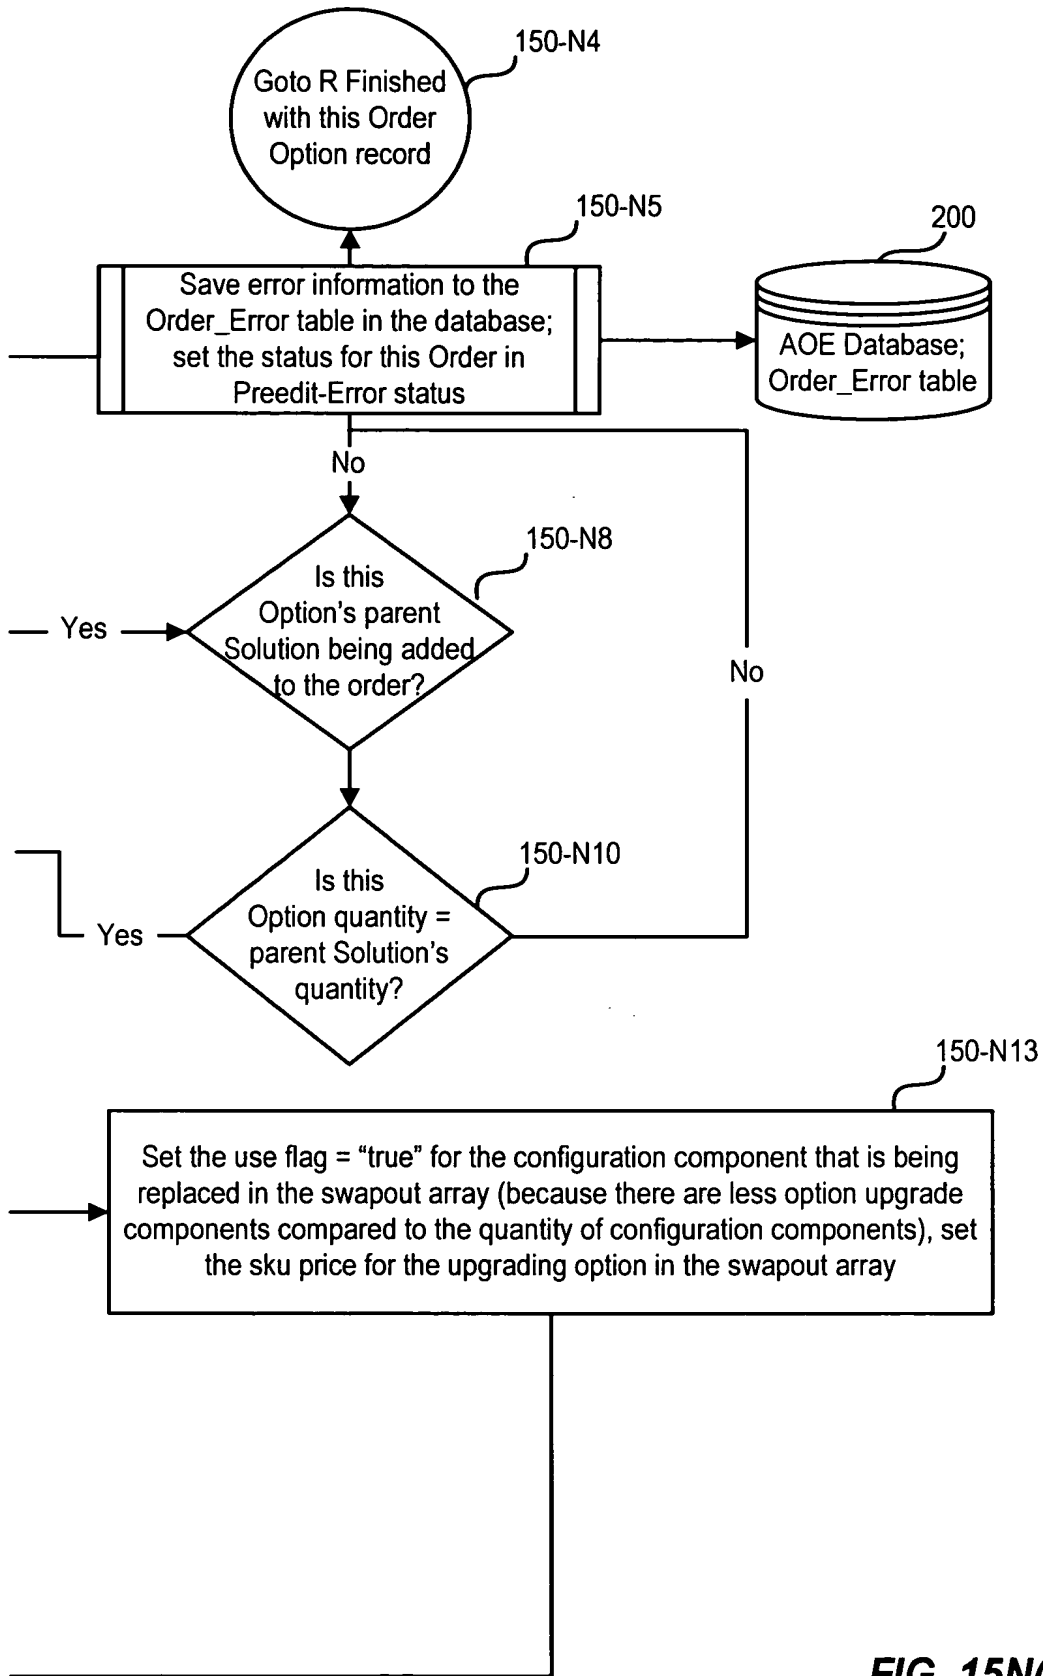 150-N4
Goto R Finished
with this Order
Option record
150-N5
200
Save error information to the
Order_Error table in the database;
set the status for this Order in
Preedit-Error status
AOE Database;
Order_Error table
No
150-N8
Is this
Option's parent
Solution being added
to the order?
Yes
No
150-N10
Is this
Option quantity =
parent Solution's
quantity?
Yes
150-N13
Set the use flag = “true” for the configuration component that is being
replaced in the swapout array (because there are less option upgrade
components compared to the quantity of configuration components), set
the sku price for the upgrading option in the swapout array